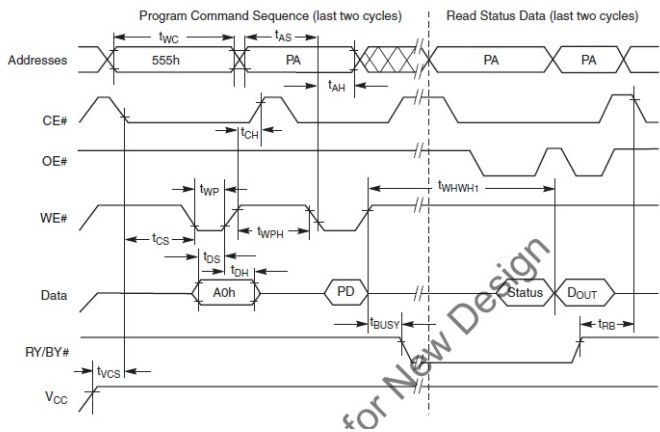 Program Command Sequence (last two cycles) Read Status Data (last two cycles)
tWC tAS
Addresses 555h PA PA PA
tAH
CE#
tCH
OE#
tWP tWHWH1
WE#
tCS tWPH
tDS
tDH
Data A0h PD Status DOUT
tBUSY tRB
RY/BY#
tVCS
VCC
for New Design